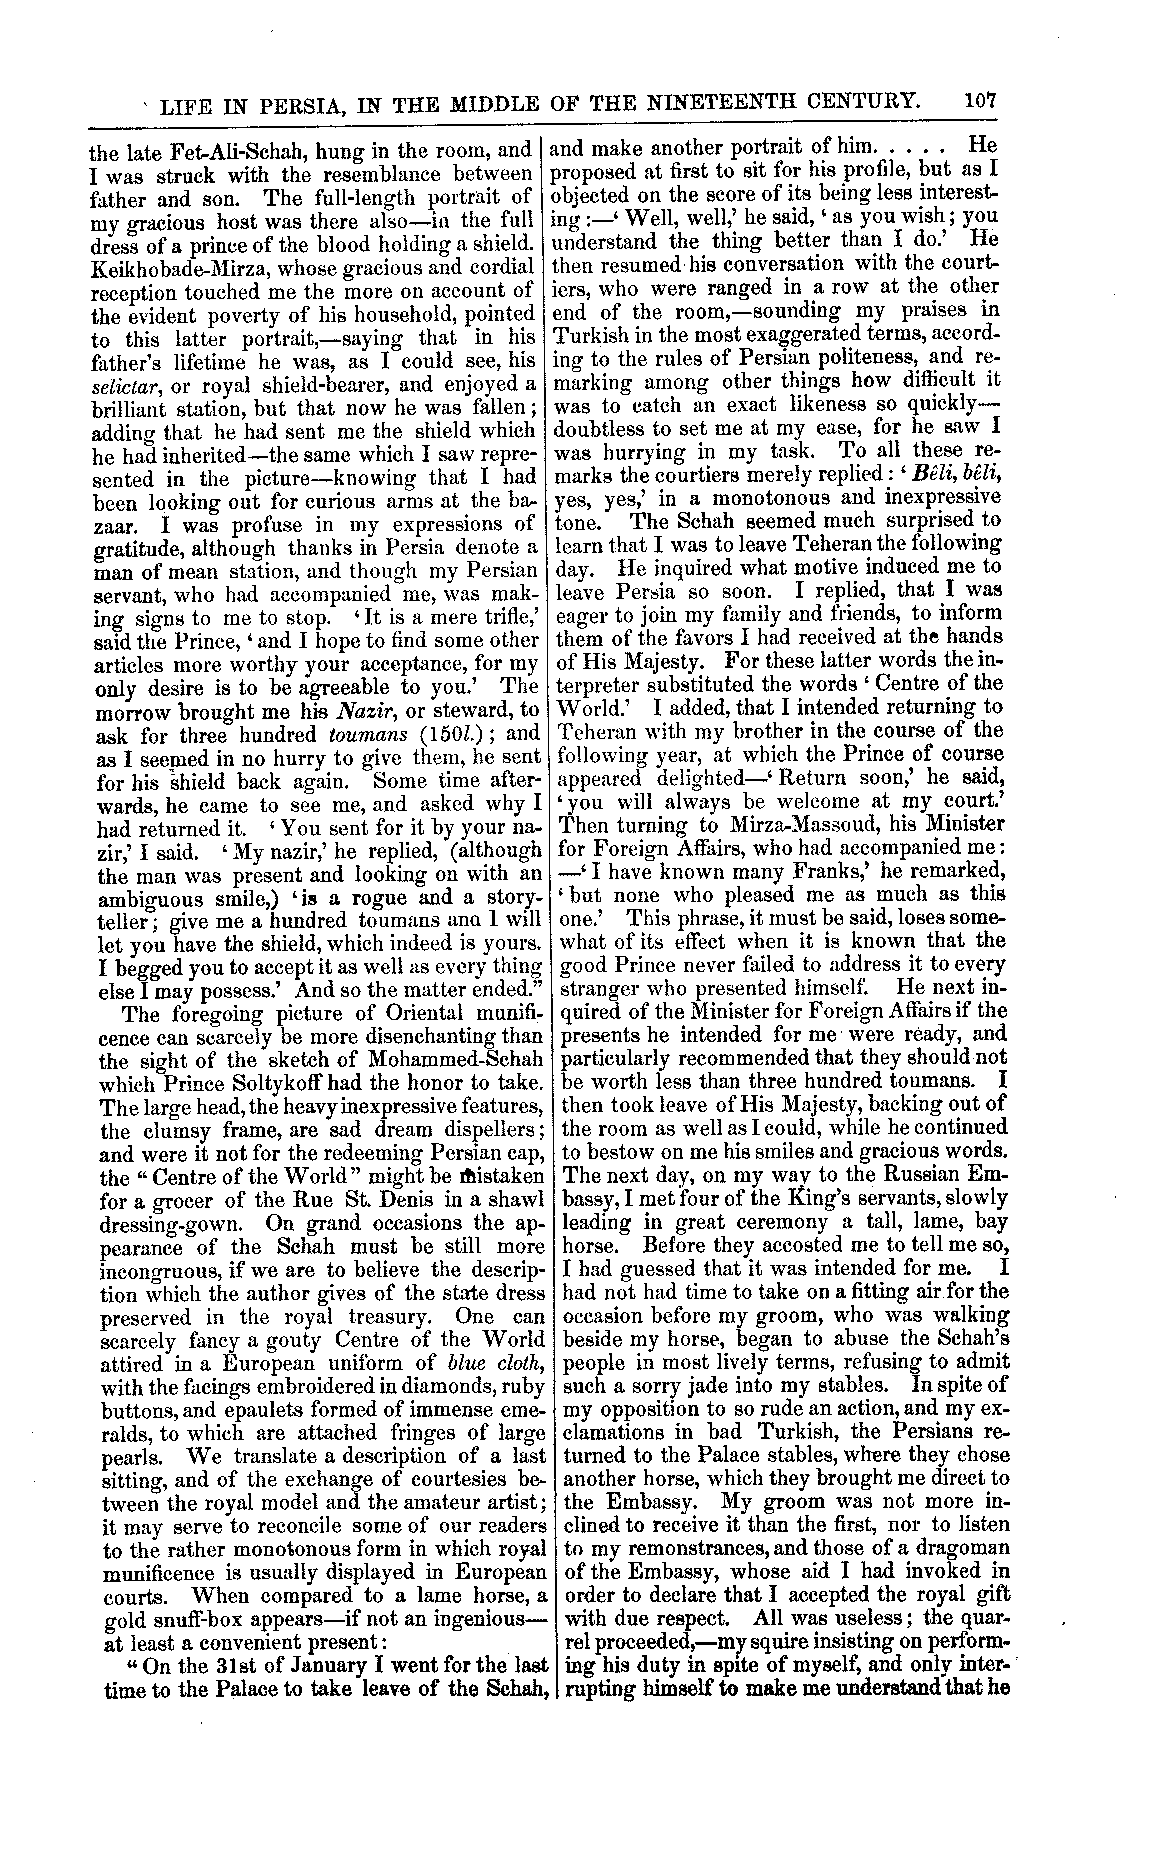 LIFE IN PERSIA, IN THE MIDDLE OF THE NINETEENTH CENTURY. 107
the late Fet-Ali-Schah, hung in the room, and
I was struck with the resemblance between
father and son. The full-length portrait of
my gracious host was there also—in the full
dress of a prince of the blood holding a shield.
Keikhobade-Mirza, whose gracious and cordial
reception touched me the more on account of
the evident poverty of his household, pointed
to this latter portrait,—saying that in his
father's lifetime he was, as I could see, his
selictar, or royal shield-bearer, and enjoyed a
brilliant station, but that now he was fallen;
adding that he had sent me the shield which
he had inherited—the same which I saw repre-
sented in the picture—knowing that I had
been looking out for curious arms at the ba-
zaar. I was profuse in my expressions of
gratitude, although thanks in Persia denote a
man of mean station, and though my Persian
servant, who had accompanied me, was mak-
ing signs to me to stop. 'It is a mere trifle,'
said the Prince, 'and I hope to find some other
articles more worthy your acceptance, for my
only desire is to be agreeable to you.' The
morrow brought me his Nazir, or steward, to
ask for three hundred toumans (150l.); and
as I seemed in no hurry to give them, he sent
for his shield back again. Some time after-
wards, he came to see me, and asked why I
had returned it. 'You sent for it by your na-
zir,' I said. 'My nazir,' he replied, (although
the man was present and looking on with an
ambiguous smile,) 'is a rogue and a story-
teller; give me a hundred toumans ana I will
let you have the shield, which indeed is yours.
I begged you to accept it as well as every thing
else I may possess.' And so the matter ended."
The foregoing picture of Oriental munifi-
cence can scarcely be more disenchanting than
the sight of the sketch of Mohammed-Schah
which Prince Soltykoff had the honor to take.
The large head, the heavy inexpressive features,
the clumsy frame, are sad dream dispellers;
and were it not for the redeeming Persian cap,
the "Centre of the World" might be mistaken
for a grocer of the Rue St. Denis in a shawl
dressing-gown. On grand occasions the ap-
pearance of the Schah must be still more
incongruous, if we are to believe the descrip-
tion which the author gives of the state dress
preserved in the royal treasury. One can
scarcely fancy a gouty Centre of the World
attired in a European uniform of blue cloth,
with the facings embroidered in diamonds, ruby
buttons, and epaulets formed of immense eme-
ralds, to which are attached fringes of large
pearls. We translate a description of a last
sitting, and of the exchange of courtesies be-
tween the royal model and the amateur artist;
it may serve to reconcile some of our readers
to the rather monotonous form in which royal
munificence is usually displayed in European
courts. When compared to a lame horse, a
gold snuff-box appears—if not an ingenious—
at least a convenient present:
"On the 31st of January I went for the last
time to the Palace to take leave of the Schah,
and make another portrait of him. . . . . He
proposed at first to sit for his profile, but as I
objected on the score of its being less interest-
ing:—'Well, well,' he said, 'as you wish; you
understand the thing better than I do.' He
then resumed his conversation with the court-
iers, who were ranged in a row at the other
end of the room,—sounding my praises in
Turkish in the most exaggerated terms, accord-
ing to the rules of Persian politeness, and re-
marking among other things how difficult it
was to catch an exact likeness so quickly—
doubtless to set me at my ease, for he saw I
was hurrying in my task. To all these re-
marks the courtiers merely replied: 'Bêli, bêli,
yes, yes,' in a monotonous and inexpressive
tone. The Schah seemed much surprised to
learn that I was to leave Teheran the following
day. He inquired what motive induced me to
leave Persia so soon. I replied, that I was
eager to join my family and friends, to inform
them of the favors I had received at the hands
of His Majesty. For these latter words the in-
terpreter substituted the words 'Centre of the
World.' I added, that I intended returning to
Teheran with my brother in the course of the
following year, at which the Prince of course
appeared delighted—'Return soon,' he said,
'you will always be welcome at my court.'
Then turning to Mirza-Massoud, his Minister
for Foreign Affairs, who had accompanied me:
—'I have known many Franks,' he remarked,
'but none who pleased me as much as this
one.' This phrase, it must be said, loses some-
what of its effect when it is known that the
good Prince never failed to address it to every
stranger who presented himself. He next in-
quired of the Minister for Foreign Affairs if the
presents he intended for me were ready, and
particularly recommended that they should not
be worth less than three hundred toumans. I
then took leave of His Majesty, backing out of
the room as well as I could, while he continued
to bestow on me his smiles and gracious words.
The next day, on my way to the Russian Em-
bassy, I met four of the King's servants, slowly
leading in great ceremony a tall, lame, bay
horse. Before they accosted me to tell me so,
I had guessed that it was intended for me. I
had not had time to take on a fitting air for the
occasion before my groom, who was walking
beside my horse, began to abuse the Schah's
people in most lively terms, refusing to admit
such a sorry jade into my stables. In spite of
my opposition to so rude an action, and my ex-
clamations in bad Turkish, the Persians re-
turned to the Palace stables, where they chose
another horse, which they brought me direct to
the Embassy. My groom was not more in-
clined to receive it than the first, nor to listen
to my remonstrances, and those of a dragoman
of the Embassy, whose aid I had invoked in
order to declare that I accepted the royal gift
with due respect. All was useless; the quar-
rel proceeded,—my squire insisting on perform-
ing his duty in spite of myself, and only inter-
rupting himself to make me understand that he